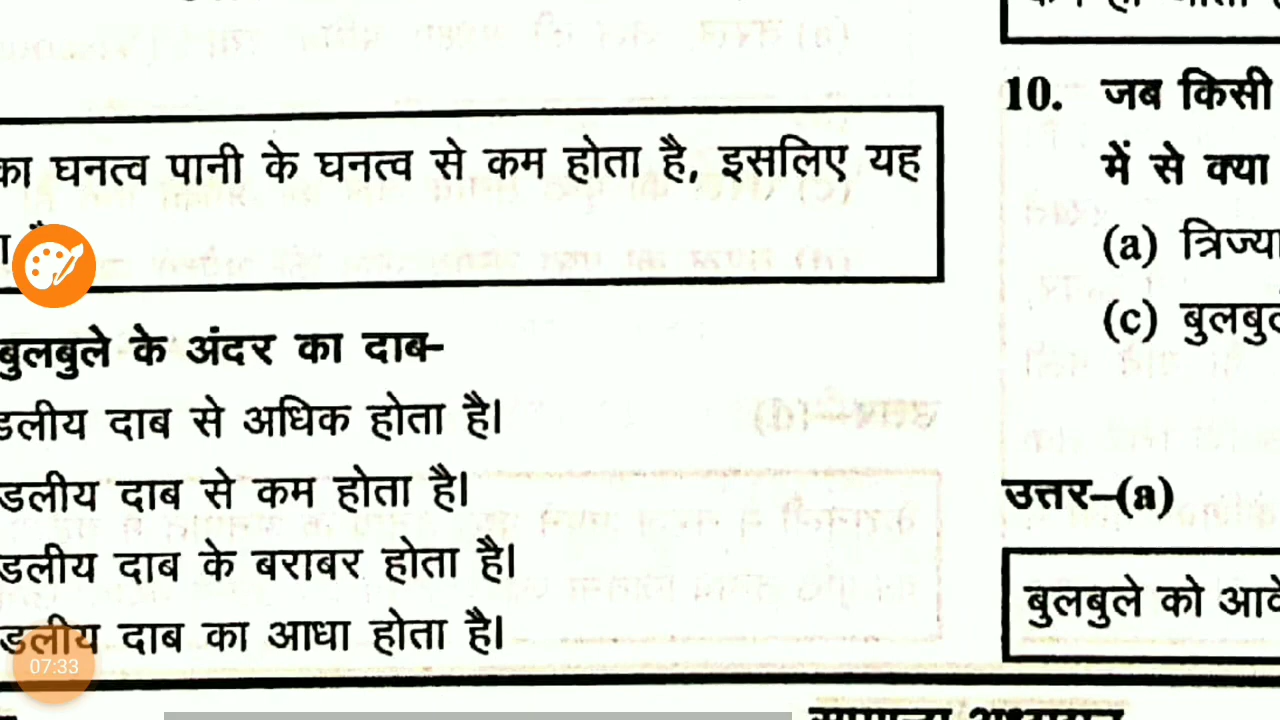 का घनत्व पानी के घनत्व से कम होता है, इसलिए यह
बुलबुले के अंदर का दाब–
डलीय दाब से अधिक होता है।
डलीय दाब से कम होता है।
डलीय दाब के बराबर होता है।
डलीय दाब का आधा होता है।
07:33
10. जब किसी
में से क्या
(a) त्रिज्या
(c) बुलबुले
उत्तर–(a)
बुलबुले को आवे